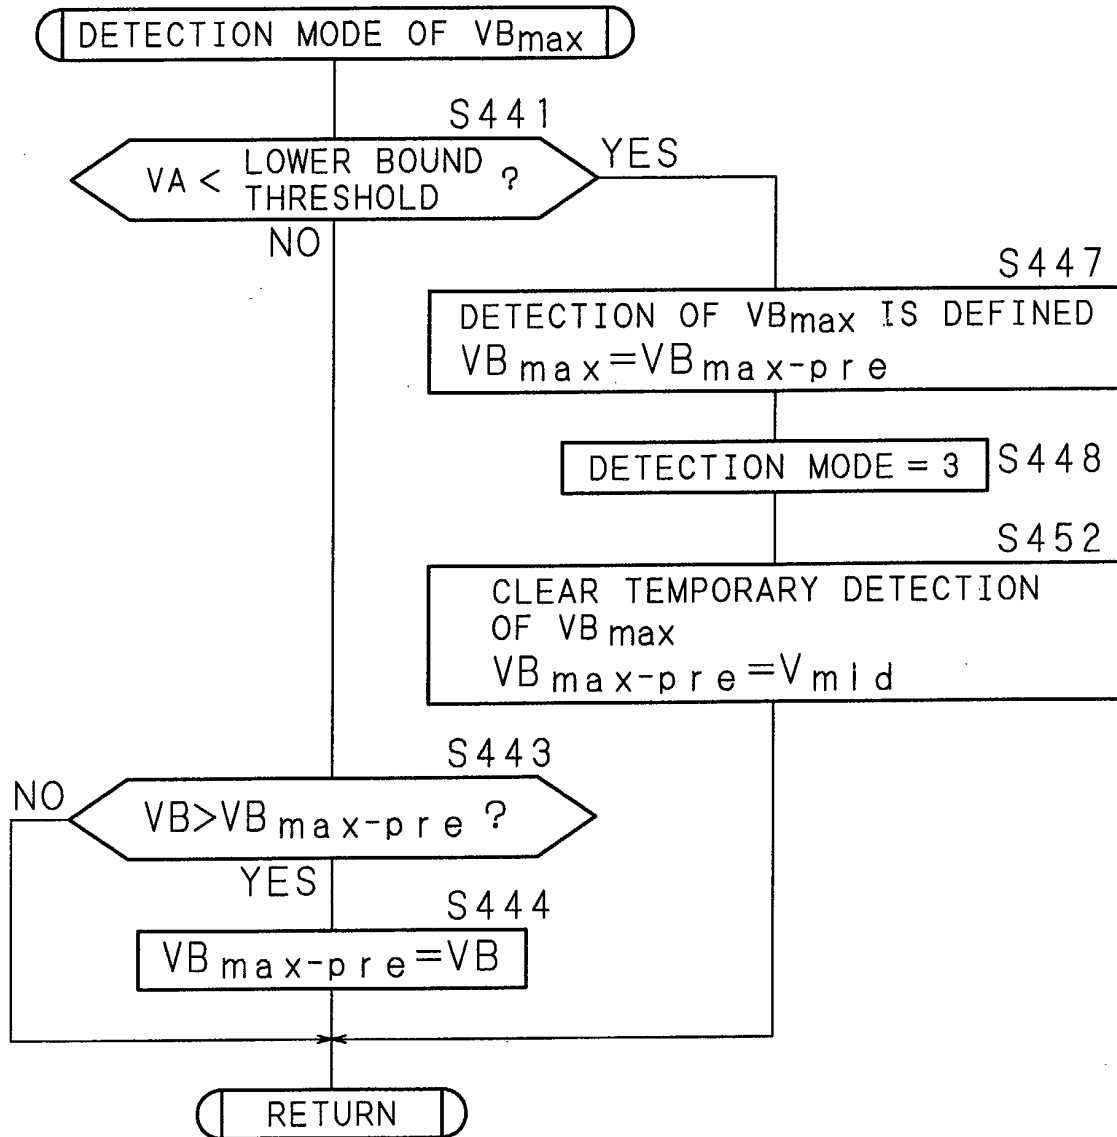 DETECTION MODE OF VBmax
S441
VA < LOWER BOUND THRESHOLD ?
YES
NO
S447
DETECTION OF VBmax IS DEFINED
VBmax=VBmax-pre
DETECTION MODE=3
S448
S452
CLEAR TEMPORARY DETECTION
OF VBmax
VBmax-pre=Vmid
S443
NO
VB>VBmax-pre ?
YES
S444
VBmax-pre=VB
RETURN